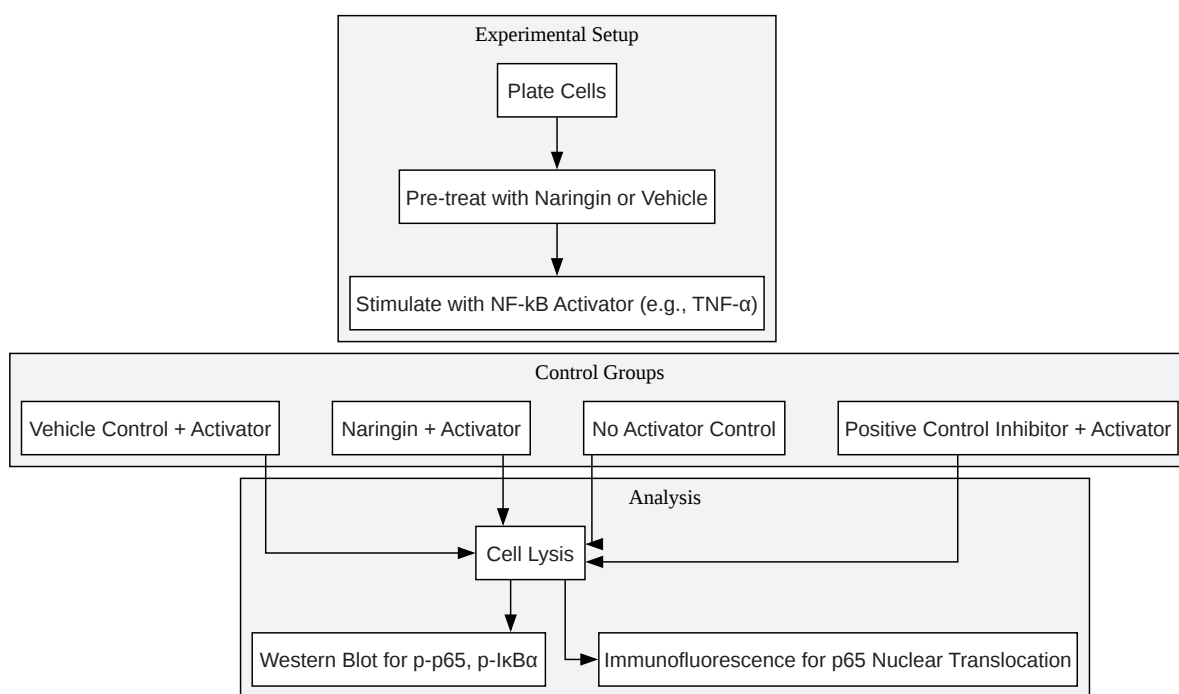 Experimental Setup
Plate Cells
Pre-treat with Naringin or Vehicle
Stimulate with NF-kB Activator (e.g., TNF-α)
Control Groups
Vehicle Control + Activator
Naringin + Activator
No Activator Control
Positive Control Inhibitor + Activator
Analysis
Cell Lysis
Western Blot for p-p65, p-IκBα
Immunofluorescence for p65 Nuclear Translocation